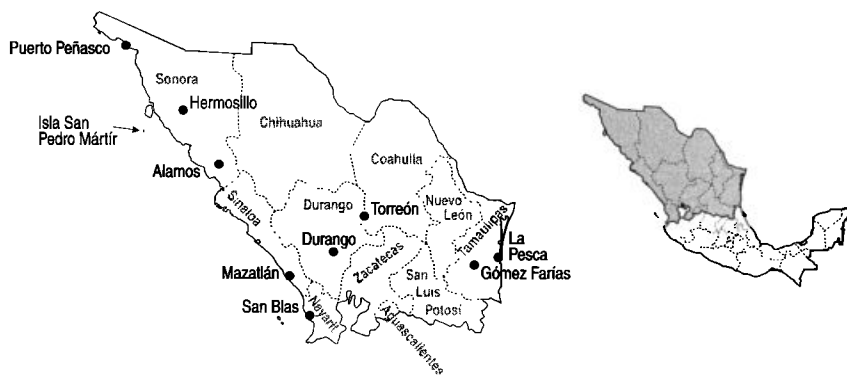 Puerto Peñasco
Sonora
Hermosillo
Chihuahua
Isla San
Pedro Mártír
Coahuila
Alamos
Sinaloa
Durango
Torreón
Nuevo
León
Tamaulipas
Durango
Zacatecas
La
Pesca
Mazatlán
San
Luis
Potosí
Gómez Farías
San Blas
Nayarit
Aguascalientes